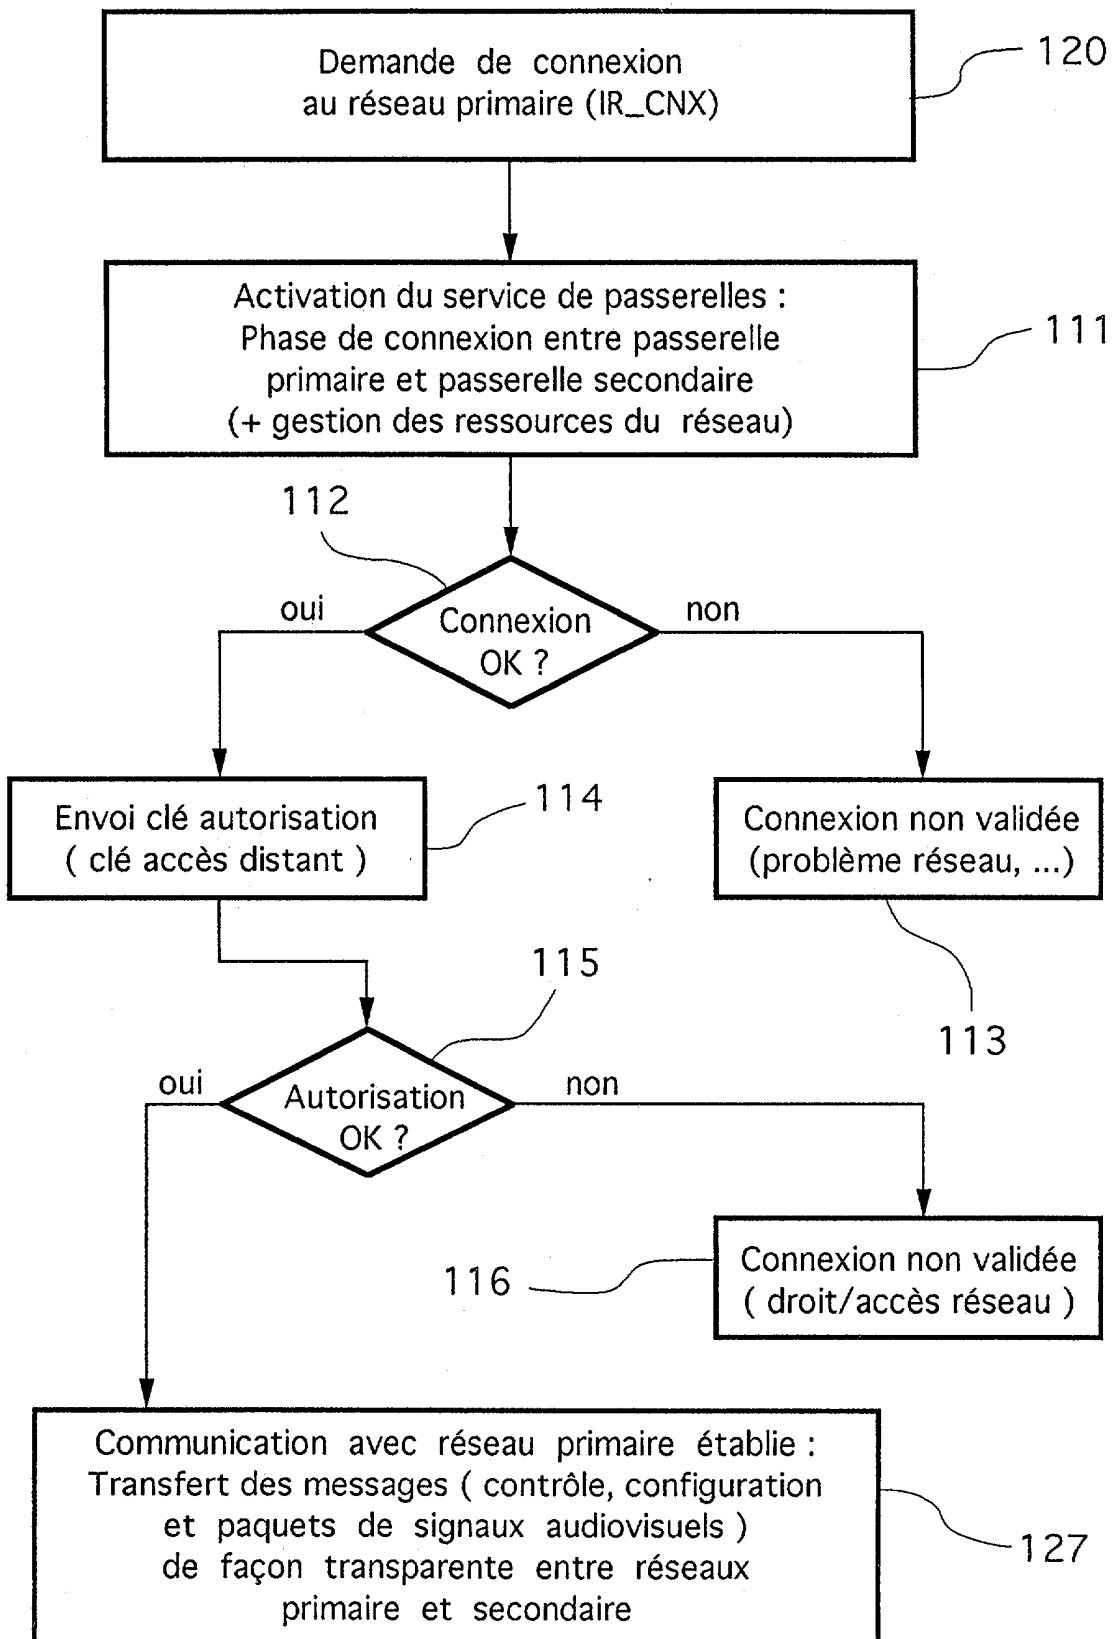 Demande de connexion
au réseau primaire (IR_CNX)
120
Activation du service de passerelles :
Phase de connexion entre passerelle
primaire et passerelle secondaire
(+ gestion des ressources du réseau)
111
112
oui
Connexion
OK ?
non
Envoi clé autorisation
( clé accès distant )
114
Connexion non validée
(problème réseau, ...)
113
115
oui
Autorisation
OK ?
non
116
Connexion non validée
( droit/accès réseau )
Communication avec réseau primaire établie :
Transfert des messages ( contrôle, configuration
et paquets de signaux audiovisuels )
de façon transparente entre réseaux
primaire et secondaire
127